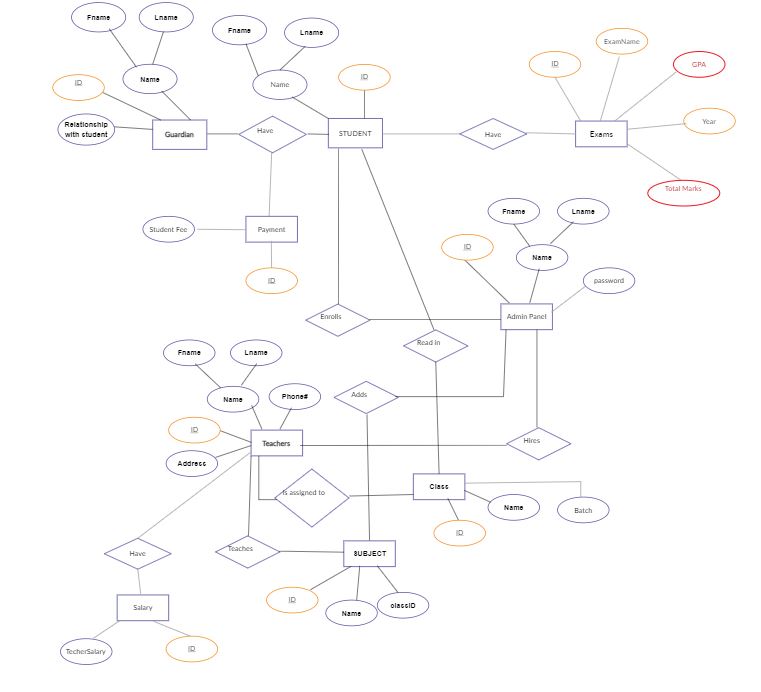 Fname
Lname
Fname
Lname
ExamName
ID
GPA
Name
Name
ID
ID
Relationship
with student
Guardian
Have
STUDENT
Have
Exams
Year
Total Marks
Student Fee
Payment
ID
Fname
Lname
ID
Name
password
Admin Panel
Enrolls
Read in
Fname
Lname
Name
Phone#
Adds
ID
Teachers
Address
Hires
Is assigned to
Class
Name
Batch
ID
Have
Teaches
SUBJECT
ID
Name
classID
Salary
TecherSalary
ID